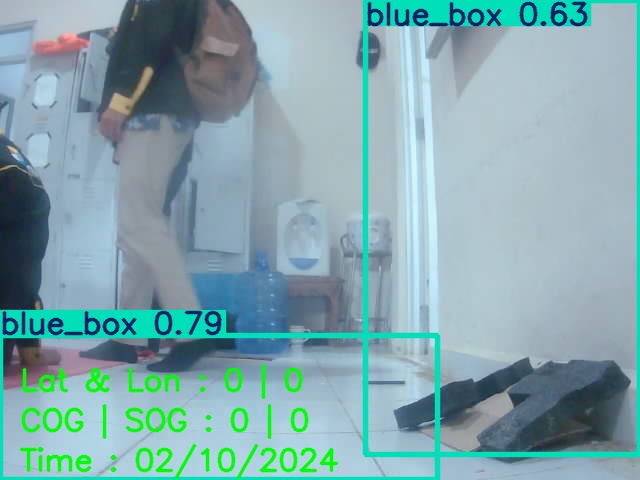 blue_box 0.63
blue_box 0.79
Lat & Lon : 0 | 0
COG | SOG : 0 | 0
Time : 02/10/2024